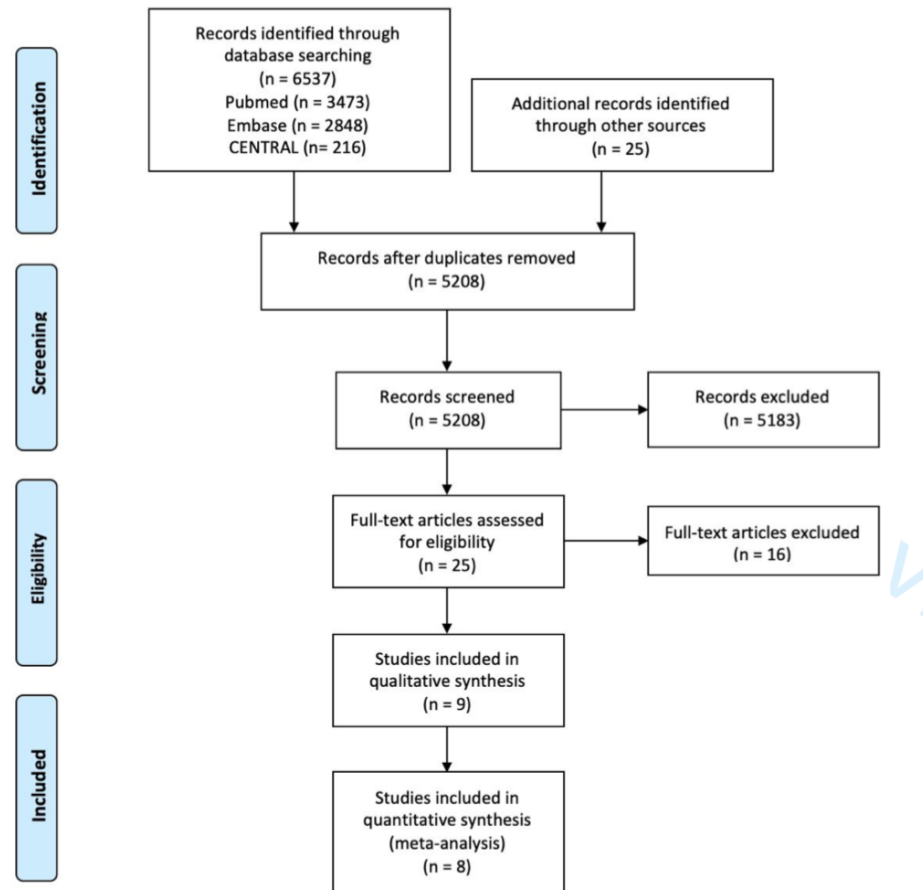 Identification
Records identified through
database searching
(n = 6537)
Pubmed (n = 3473)
Embase (n = 2848)
CENTRAL (n= 216)
Additional records identified
through other sources
(n = 25)
Records after duplicates removed
(n = 5208)
Screening
Records screened
(n = 5208)
Records excluded
(n = 5183)
Eligibility
Full-text articles assessed
for eligibility
(n = 25)
Full-text articles excluded
(n = 16)
Studies included in
qualitative synthesis
(n = 9)
Included
Studies included in
quantitative synthesis
(meta-analysis)
(n = 8)